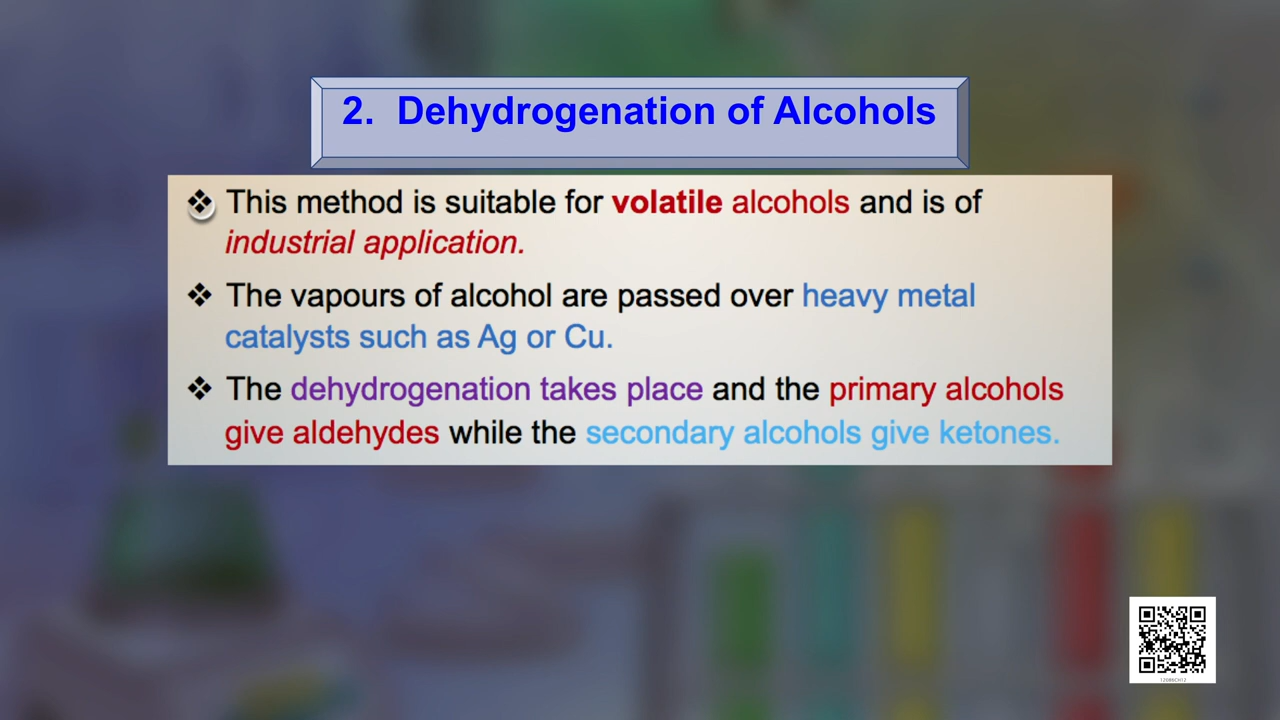 2. Dehydrogenation of Alcohols
❖ This method is suitable for volatile alcohols and is of
industrial application.
❖ The vapours of alcohol are passed over heavy metal
catalysts such as Ag or Cu.
❖ The dehydrogenation takes place and the primary alcohols
give aldehydes while the secondary alcohols give ketones.